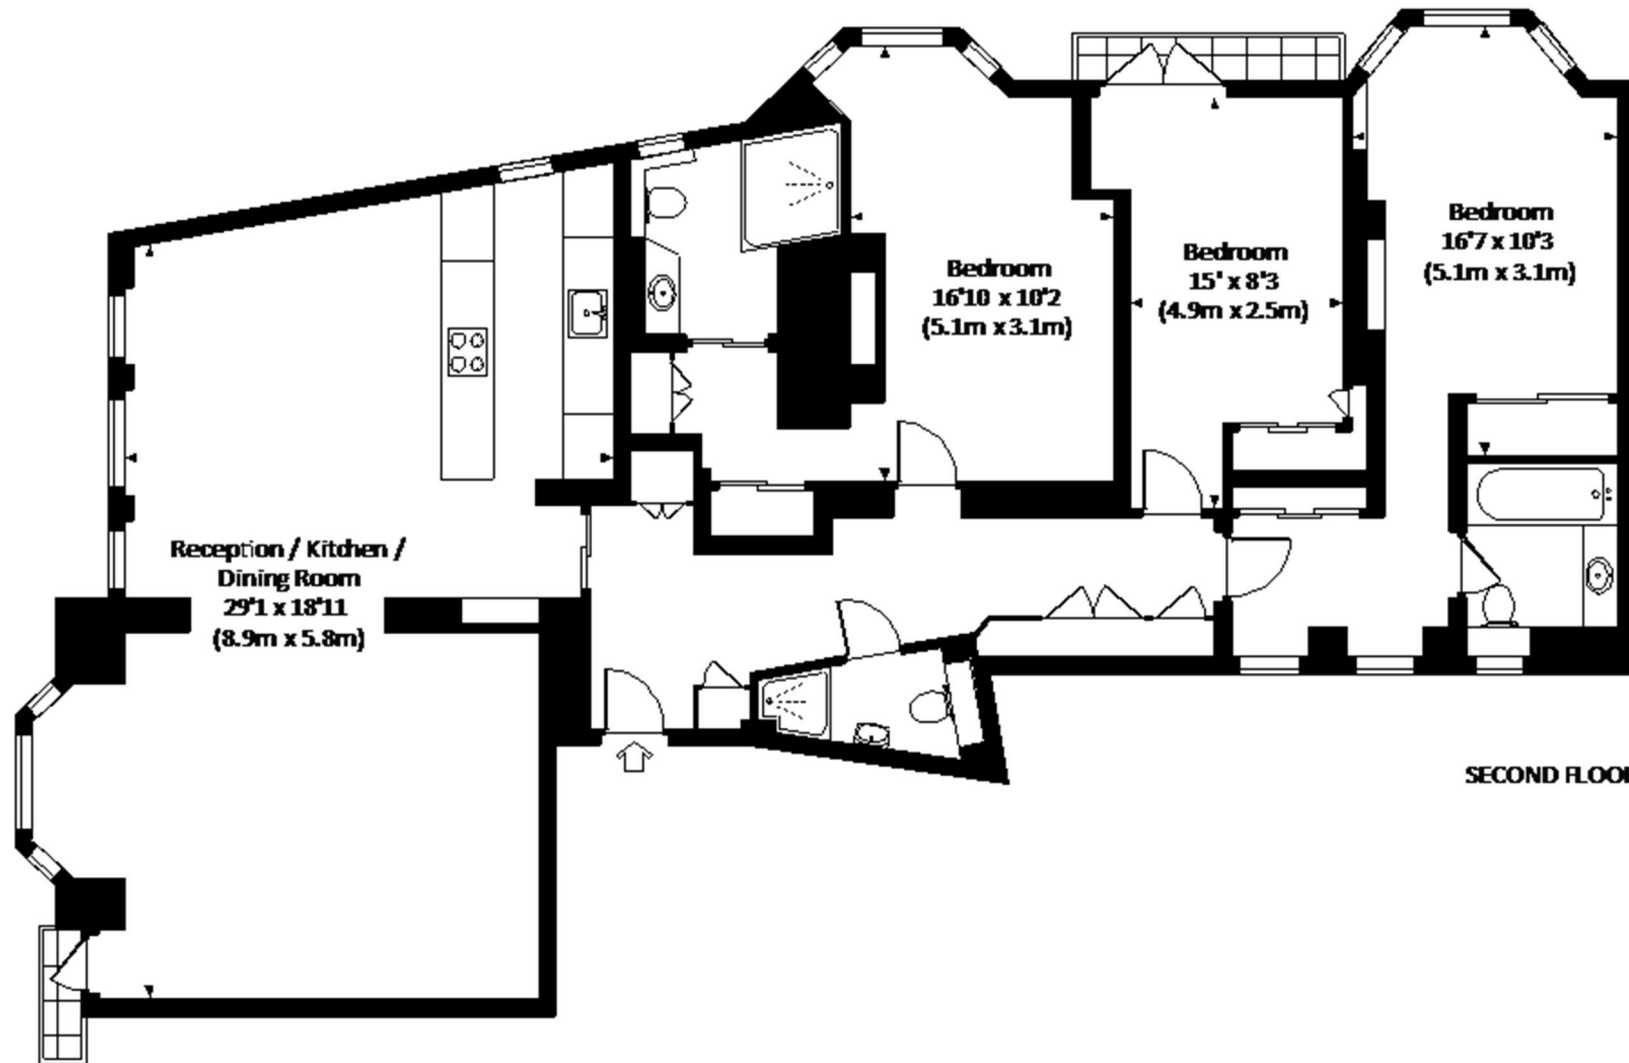 Bedroom
16'10 x 10'2
(5.1m x 3.1m)
Bedroom
15' x 8'3
(4.9m x 2.5m)
Bedroom
16'7 x 10'3
(5.1m x 3.1m)
Reception / Kitchen /
Dining Room
29'1 x 18'11
(8.9m x 5.8m)
SECOND FLOOR